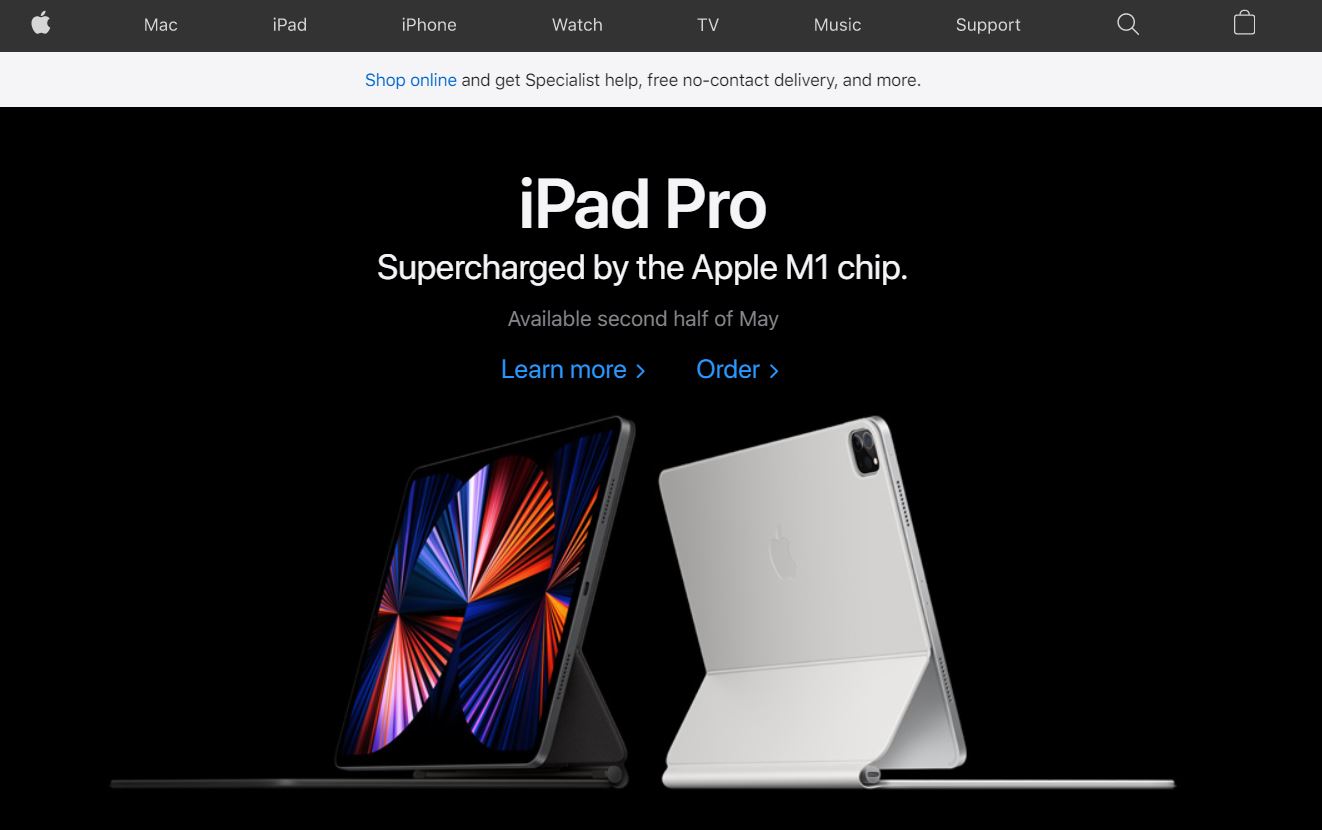 Mac iPad iPhone Watch TV Music Support
Shop online and get Specialist help, free no-contact delivery, and more.
iPad Pro
Supercharged by the Apple M1 chip.
Available second half of May
Learn more > Order >